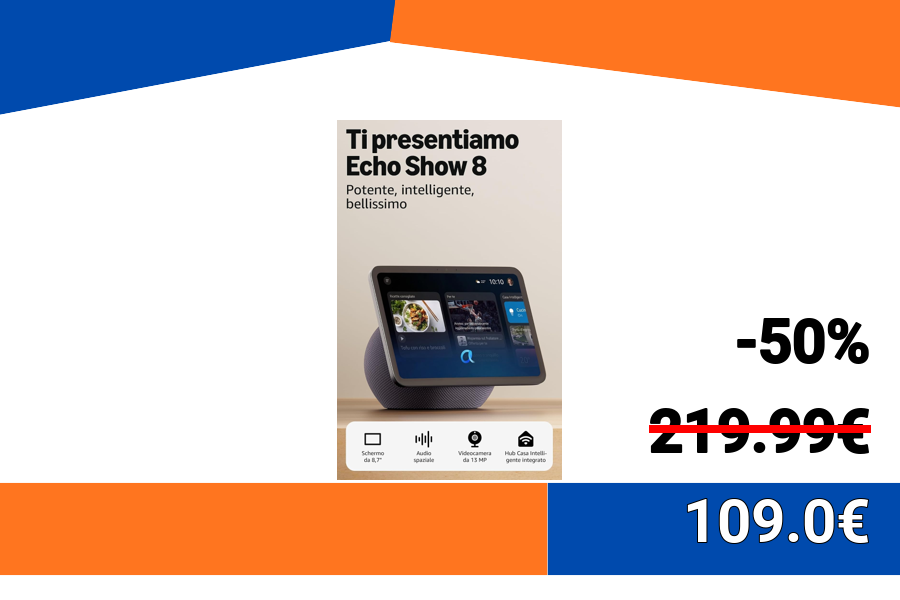 Ti presentiamo
Echo Show 8
Potente, intelligente,
bellissimo
10:10
-50%
219.99€
Schermo
da 8,7"
Audio
spaziale
Videocamera
da 13 MP
Hub Casa Intelli-
gente integrato
109.0€